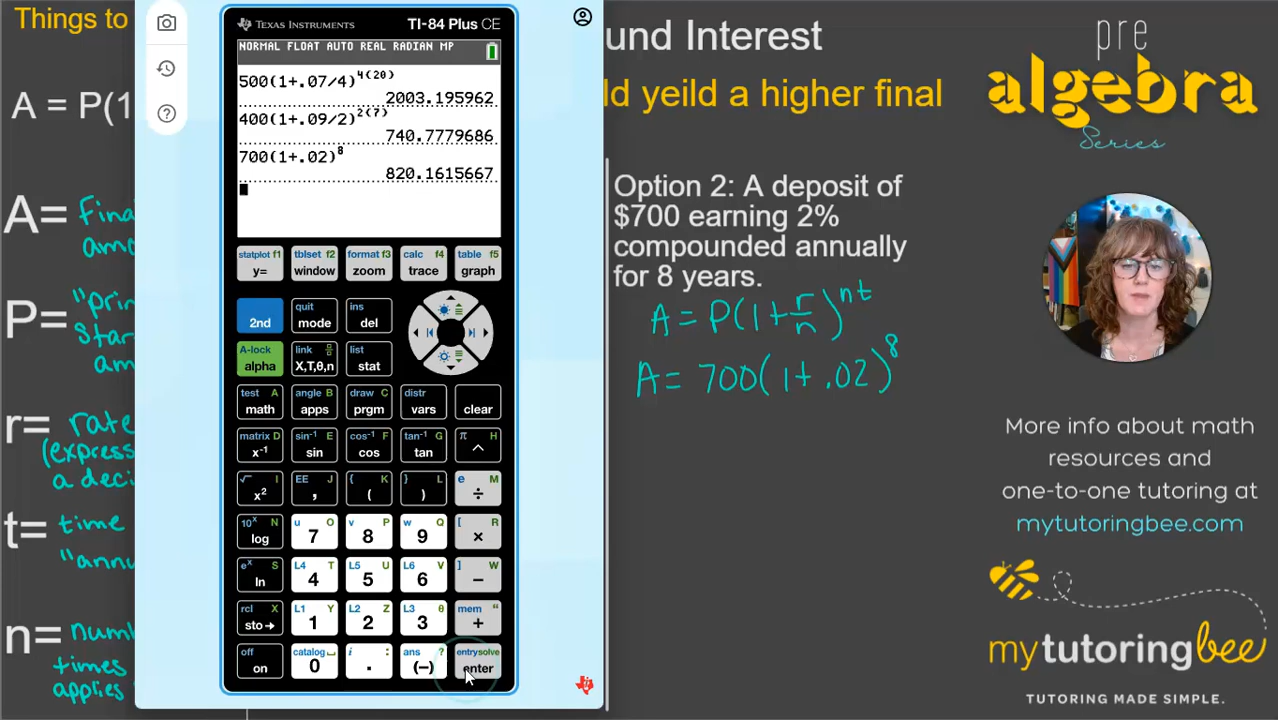 Things to
und Interest
ld yeild a higher final
A = P(1
A= Fina
amo
P= "prin
Star
am
r= rate
(express
a deci
t= time
"annu
n= numb
times
applies
TEXAS INSTRUMENTS TI-84 Plus CE
NORMAL FLOAT AUTO REAL RADIAN MP
500(1+.07/4)^4(20)
2003.195962
400(1+.09/2)^2(7)
740.7779686
700(1+.02)^8
820.1615667
statplot f1 tblset f2 format f3 calc f4 table f5
y= window zoom trace graph
quit ins
2nd mode del
A-lock link list
alpha X,T,θ,n stat
test A angle B draw C distr
math apps prgm vars clear
matrix D sin⁻¹ E cos⁻¹ F tan⁻¹ G π H
x⁻¹ sin cos tan ^
√ I EE J { K } L e M
x² , ( ) ÷
10ˣ N u O v P w Q [ R
log 7 8 9 ×
eˣ S L4 T L5 U L6 V ] W
ln 4 5 6 −
rcl X L1 Y L2 Z L3 θ mem "
sto→ 1 2 3 +
off catalog ␣ i : ans ? entry solve
on 0 . (−) enter
Option 2: A deposit of
$700 earning 2%
compounded annually
for 8 years.
A = P(1+r/n)^nt
A = 700(1+ .02)^8
pre
algebra
Series
More info about math
resources and
one-to-one tutoring at
mytutoringbee.com
mytutoringbee
TUTORING MADE SIMPLE.